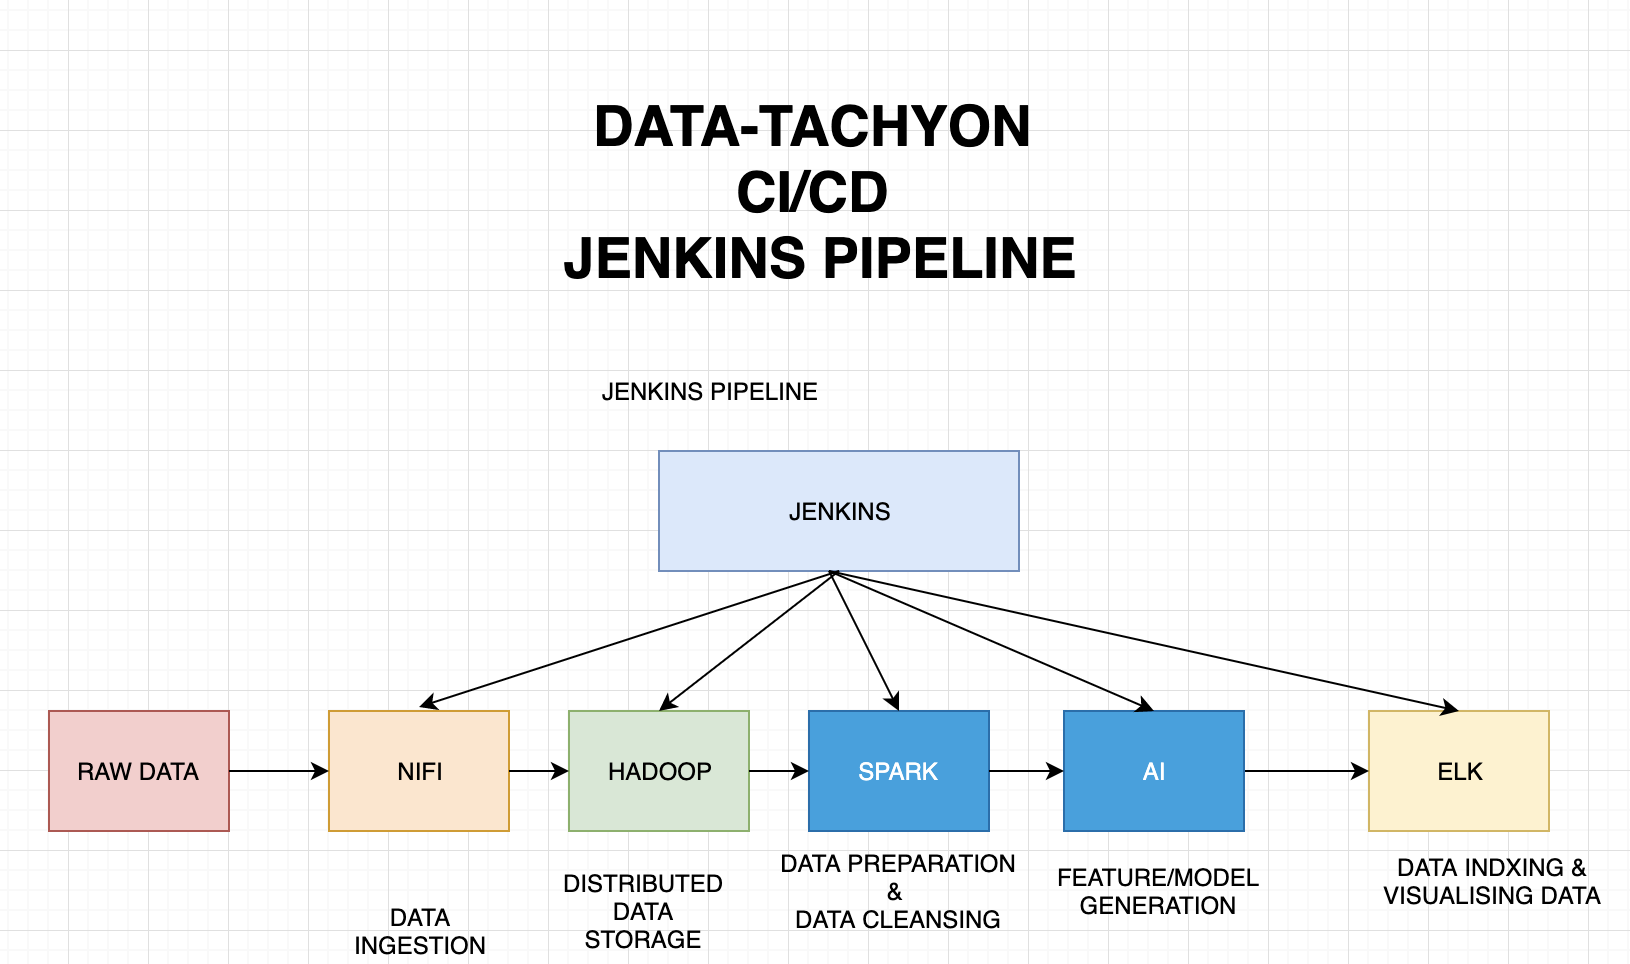 DATA-TACHYON
CI/CD
JENKINS PIPELINE
JENKINS PIPELINE
JENKINS
RAW DATA
NIFI
HADOOP
SPARK
AI
ELK
DATA
INGESTION
DISTRIBUTED
DATA
STORAGE
DATA PREPARATION
&
DATA CLEANSING
FEATURE/MODEL
GENERATION
DATA INDXING &
VISUALISING DATA